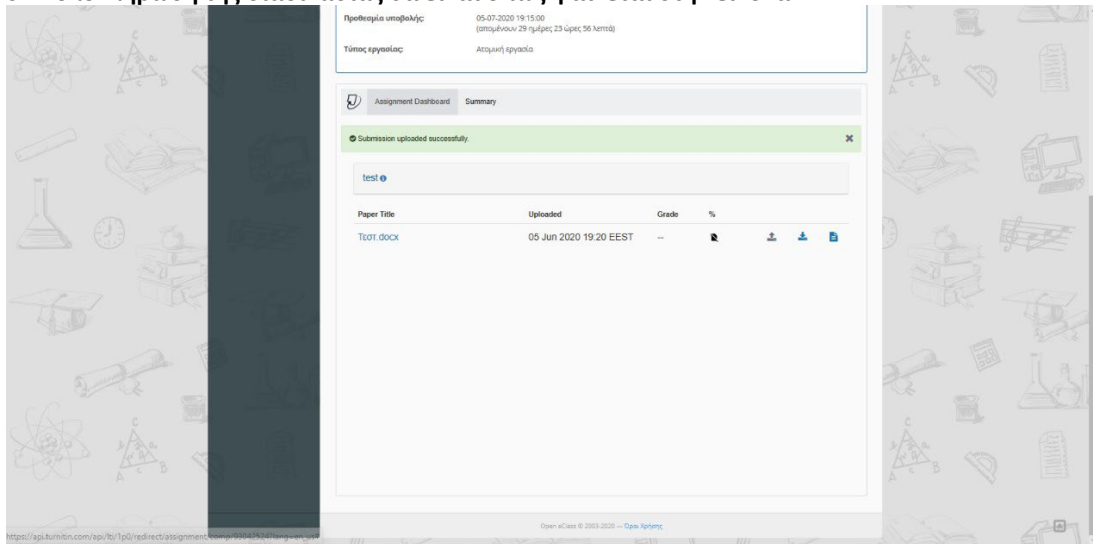 Προθεσμία υποβολής: 05-07-2020 19:15:00
(απομένουν 29 ημέρες 23 ώρες 56 λεπτά)
Τύπος εργασίας: Ατομική εργασία
Assignment Dashboard Summary
Submission uploaded successfully.
test
Paper Title Uploaded Grade %
Τεστ.docx 05 Jun 2020 19:20 EEST --
Open eClass © 2003-2020 — Όροι Χρήσης